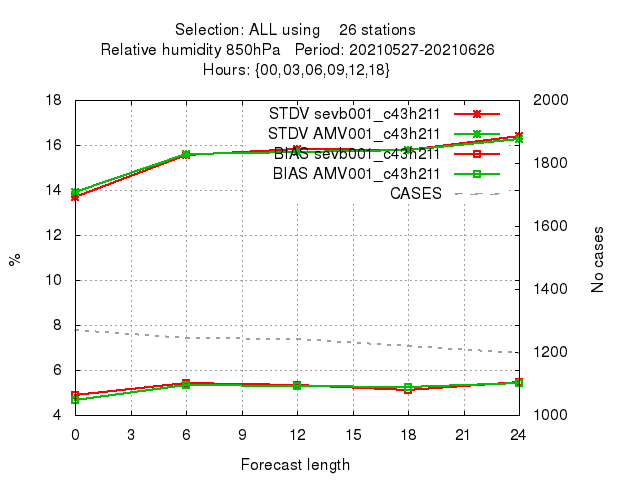 Selection: ALL using    26 stations
Relative humidity 850hPa   Period: 20210527-20210626
Hours: {00,03,06,09,12,18}
STDV sevb001_c43h211
STDV AMV001_c43h211
BIAS sevb001_c43h211
BIAS AMV001_c43h211
CASES
18
16
14
12
10
8
6
4
%
2000
1800
1600
1400
1200
1000
No cases
0 3 6 9 12 15 18 21 24
Forecast length